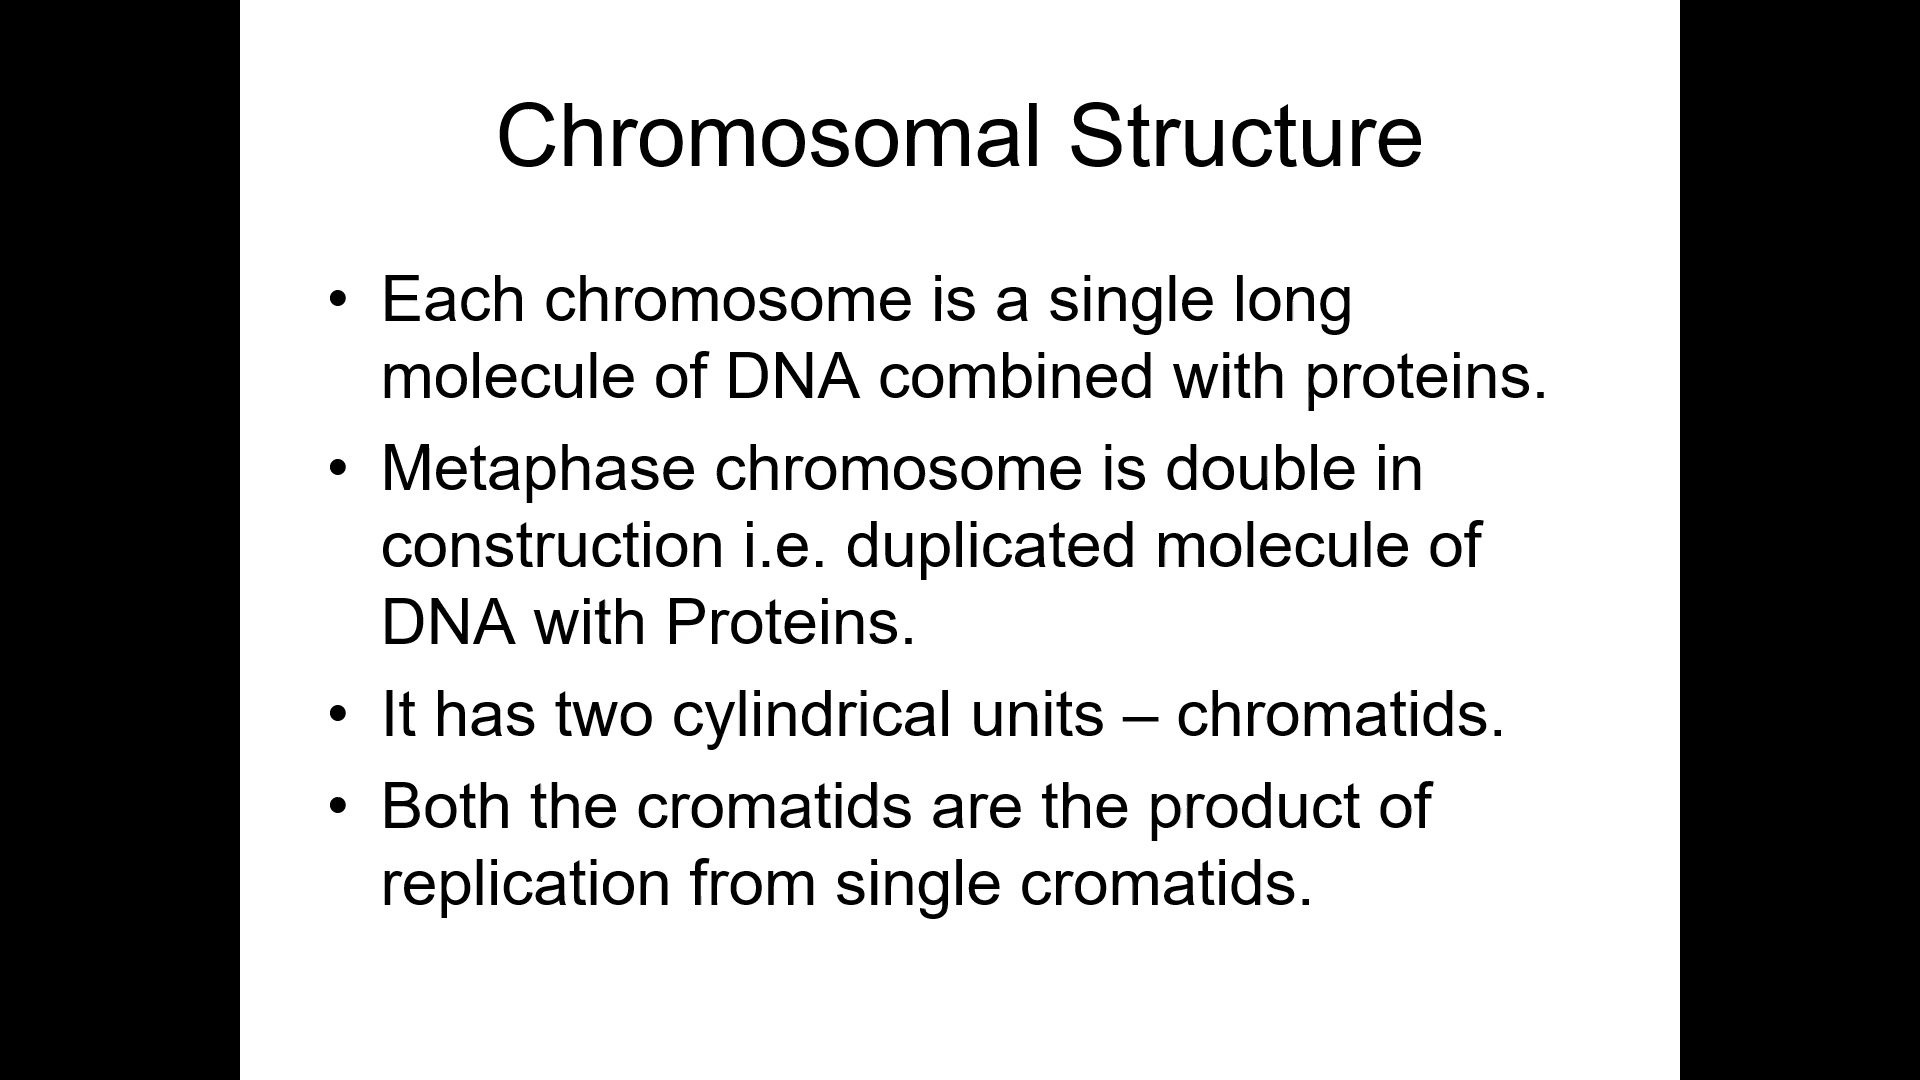 Chromosomal Structure
• Each chromosome is a single long
molecule of DNA combined with proteins.
• Metaphase chromosome is double in
construction i.e. duplicated molecule of
DNA with Proteins.
• It has two cylindrical units – chromatids.
• Both the cromatids are the product of
replication from single cromatids.